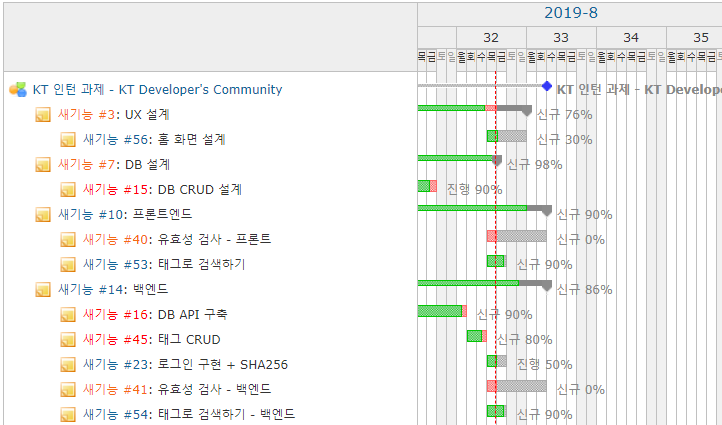 2019-8
32 33 34 35
목 금 토 일 월 화 수 목 금 토 일 월 화 수 목 금 토 일 월 화 수 목 금 토 일 월 화 수 목 금
KT 인턴 과제 - KT Developer's Community KT 인턴 과제 - KT Develope
새기능 #3: UX 설계 신규 76%
새기능 #56: 홈 화면 설계 신규 30%
새기능 #7: DB 설계 신규 98%
새기능 #15: DB CRUD 설계 진행 90%
새기능 #10: 프론트엔드 신규 90%
새기능 #40: 유효성 검사 - 프론트 신규 0%
새기능 #53: 태그로 검색하기 신규 90%
새기능 #14: 백엔드 신규 86%
새기능 #16: DB API 구축 신규 90%
새기능 #45: 태그 CRUD 신규 80%
새기능 #23: 로그인 구현 + SHA256 진행 50%
새기능 #41: 유효성 검사 - 백엔드 신규 0%
새기능 #54: 태그로 검색하기 - 백엔드 신규 90%